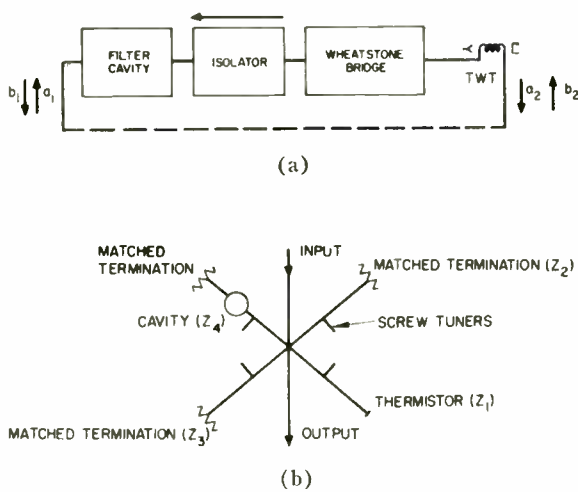 FILTER
CAVITY
ISOLATOR
WHEATSTONE
BRIDGE
TWT
b₁
a₁
a₂
b₂
(a)
MATCHED
TERMINATION
INPUT
MATCHED TERMINATION (Z₂)
CAVITY (Z₄)
SCREW TUNERS
THERMISTOR (Z₁)
MATCHED TERMINATION (Z₃)
OUTPUT
(b)